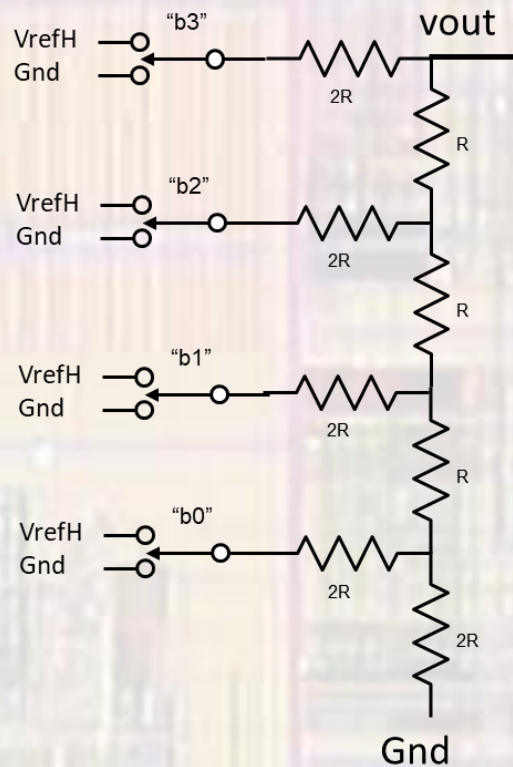 vout
"b3"
VrefH
Gnd
2R
R
"b2"
VrefH
Gnd
2R
R
"b1"
VrefH
Gnd
2R
R
"b0"
VrefH
Gnd
2R
2R
Gnd